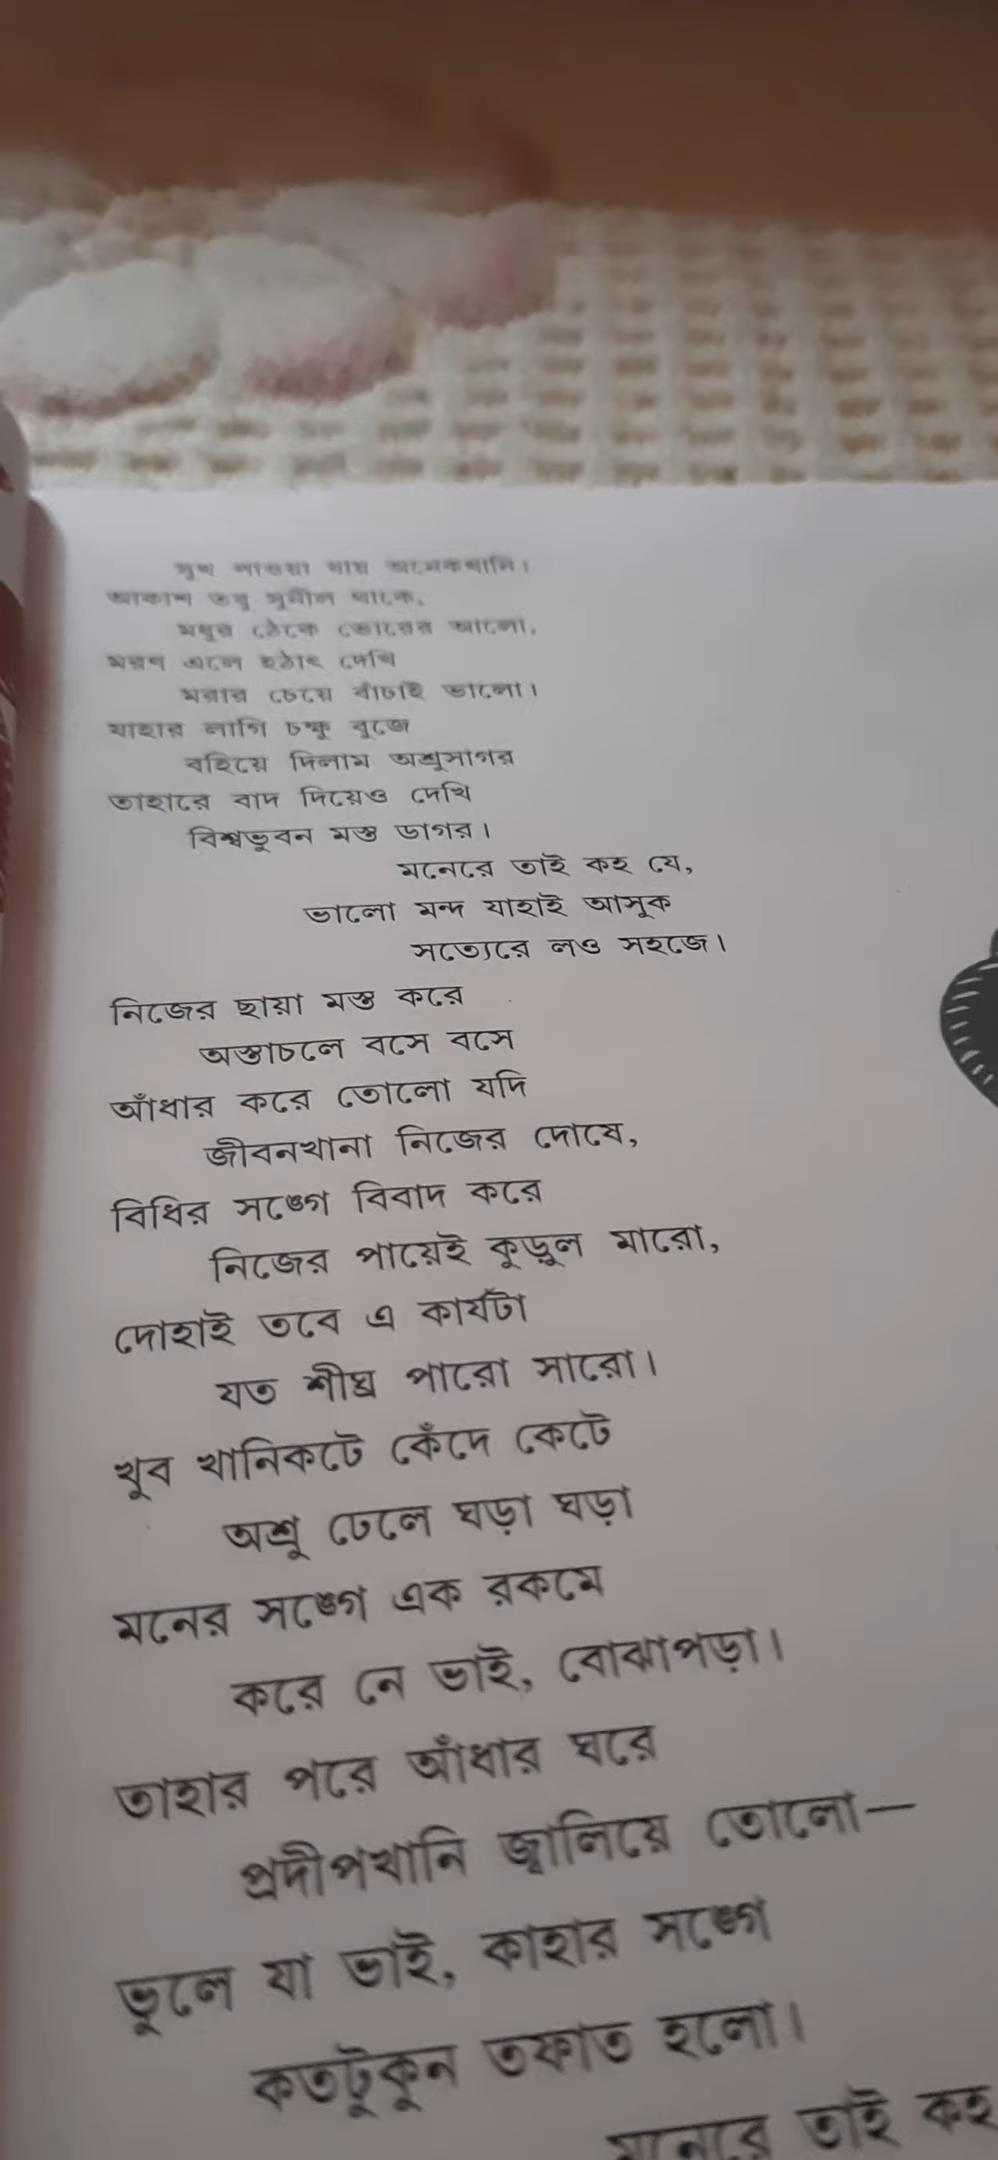 সুখ পাওয়া যায় অনেকখানি।
আকাশ তবু সুনীল থাকে,
মধুর ঠেকে ভোরের আলো,
মরণ এলে হঠাৎ দেখি
মরার চেয়ে বাঁচাই ভালো।
যাহার লাগি চক্ষু বুজে
বহিয়ে দিলাম অশ্রুসাগর
তাহারে বাদ দিয়েও দেখি
বিশ্বভুবন মস্ত ডাগর।
মনেরে তাই কহ যে,
ভালো মন্দ যাহাই আসুক
সত্যেরে লও সহজে।
নিজের ছায়া মস্ত করে
অস্তাচলে বসে বসে
আঁধার করে তোলো যদি
জীবনখানা নিজের দোষে,
বিধির সঙ্গে বিবাদ করে
নিজের পায়েই কুড়ুল মারো,
দোহাই তবে এ কার্যটা
যত শীঘ্র পারো সারো।
খুব খানিকটে কেঁদে কেটে
অশ্রু ঢেলে ঘড়া ঘড়া
মনের সঙ্গে এক রকমে
করে নে ভাই, বোঝাপড়া।
তাহার পরে আঁধার ঘরে
প্রদীপখানি জ্বালিয়ে তোলো—
ভুলে যা ভাই, কাহার সঙ্গে
কতটুকুন তফাত হলো।
মনেরে তাই কহ